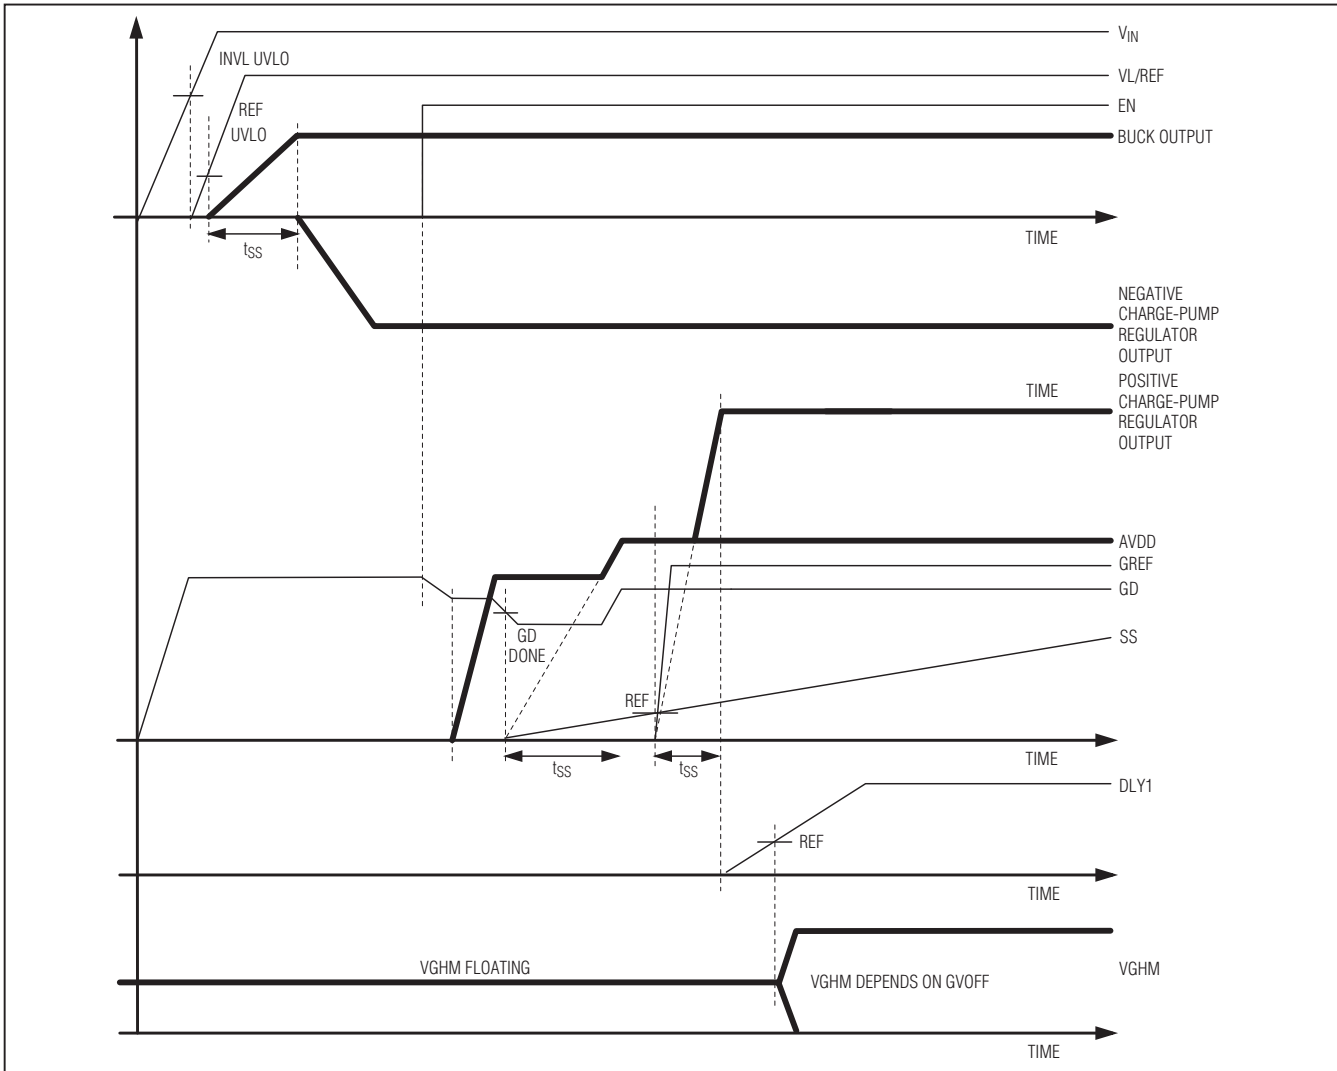 VIN
INVL UVLO
VL/REF
REF
UVLO
EN
BUCK OUTPUT
TIME
tSS
NEGATIVE
CHARGE-PUMP
REGULATOR
OUTPUT
TIME
POSITIVE
CHARGE-PUMP
REGULATOR
OUTPUT
AVDD
GREF
GD
GD
DONE
SS
REF
TIME
tSS
tSS
DLY1
REF
TIME
VGHM FLOATING
VGHM DEPENDS ON GVOFF
VGHM
TIME